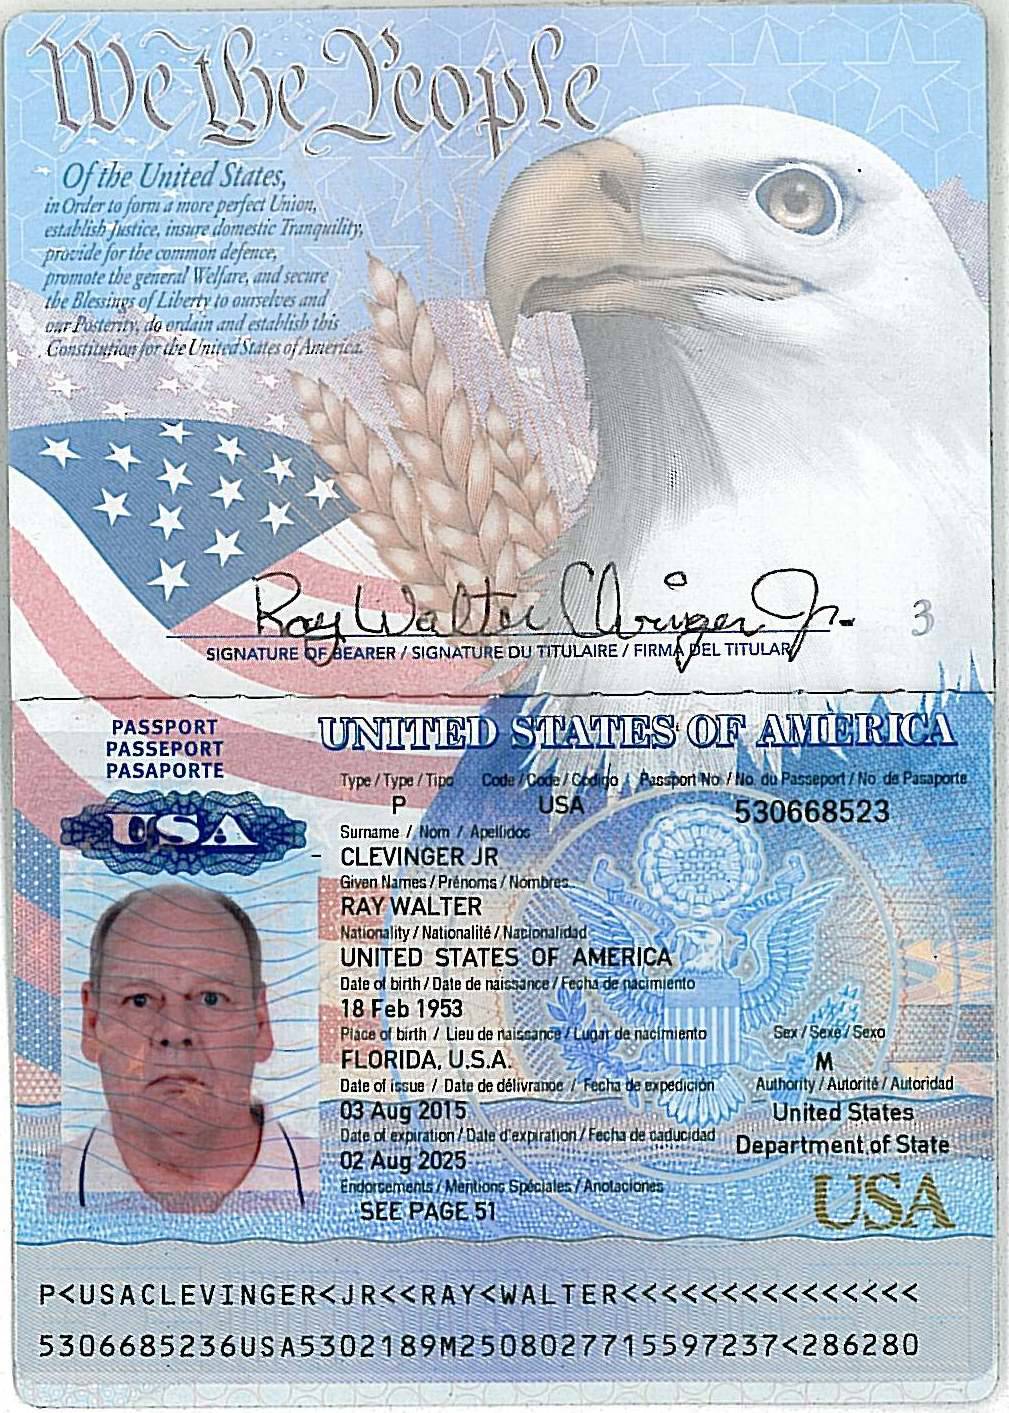 We the People
Of the United States,
in Order to form a more perfect Union,
establish Justice, insure domestic Tranquility,
provide for the common defence,
promote the general Welfare, and secure
the Blessings of Liberty to ourselves and
our Posterity, do ordain and establish this
Constitution for the United States of America.
Ray Walter Clevinger Jr.
3
SIGNATURE OF BEARER / SIGNATURE DU TITULAIRE / FIRMA DEL TITULAR
PASSPORT
PASSEPORT
PASAPORTE
USA
UNITED STATES OF AMERICA
Type / Type / Tipo Code / Code / Código Passport No. / No. du Passeport / No. de Pasaporte
P USA 530668523
Surname / Nom / Apellidos
CLEVINGER JR
Given Names / Prénoms / Nombres
RAY WALTER
Nationality / Nationalité / Nacionalidad
UNITED STATES OF AMERICA
Date of birth / Date de naissance / Fecha de nacimiento
18 Feb 1953
Place of birth / Lieu de naissance / Lugar de nacimiento Sex / Sexe / Sexo
FLORIDA, U.S.A. M
Date of issue / Date de délivrance / Fecha de expedición Authority / Autorité / Autoridad
03 Aug 2015 United States
Date of expiration / Date d'expiration / Fecha de caducidad Department of State
02 Aug 2025
Endorsements / Mentions Spéciales / Anotaciones
SEE PAGE 51
USA
P<USACLEVINGER<JR<<RAY<WALTER<<<<<<<<<<<<<<<
5306685236USA5302189M2508027715597237<286280